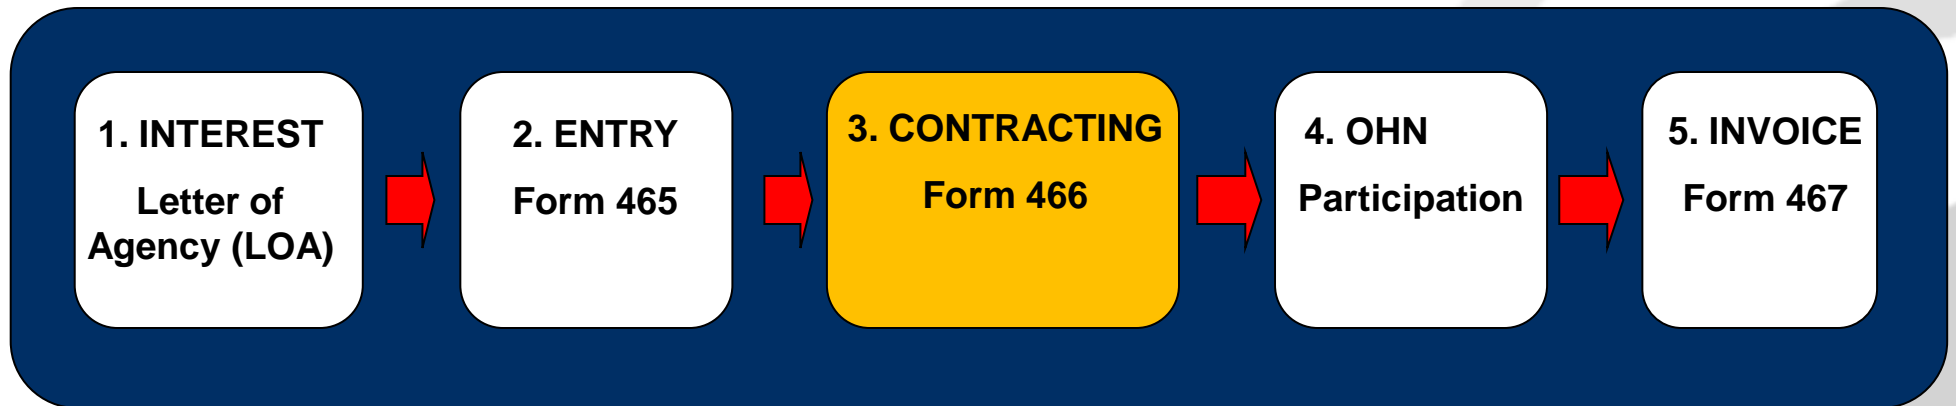 1. INTEREST
Letter of
Agency (LOA)
2. ENTRY
Form 465
3. CONTRACTING
Form 466
4. OHN
Participation
5. INVOICE
Form 467